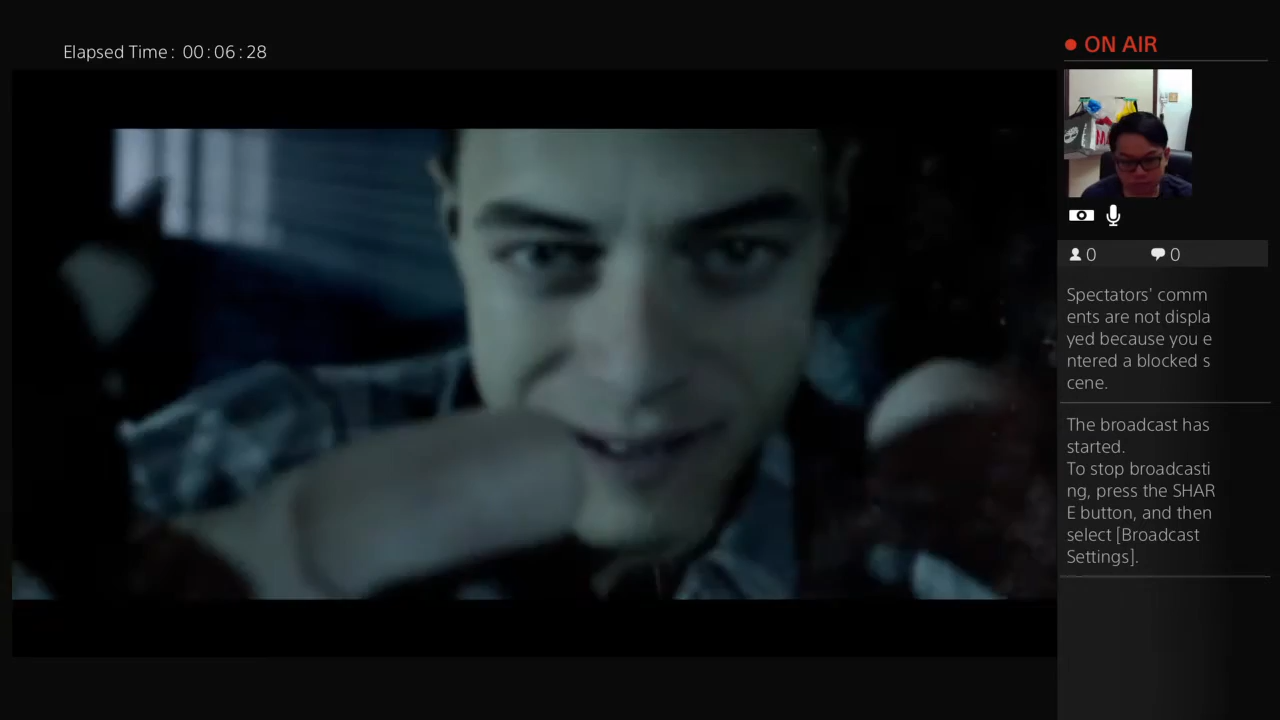 Elapsed Time: 00:06:28
ON AIR
0
0
Spectators' comm
ents are not displa
yed because you e
ntered a blocked s
cene.
The broadcast has
started.
To stop broadcasti
ng, press the SHAR
E button, and then
select [Broadcast
Settings].